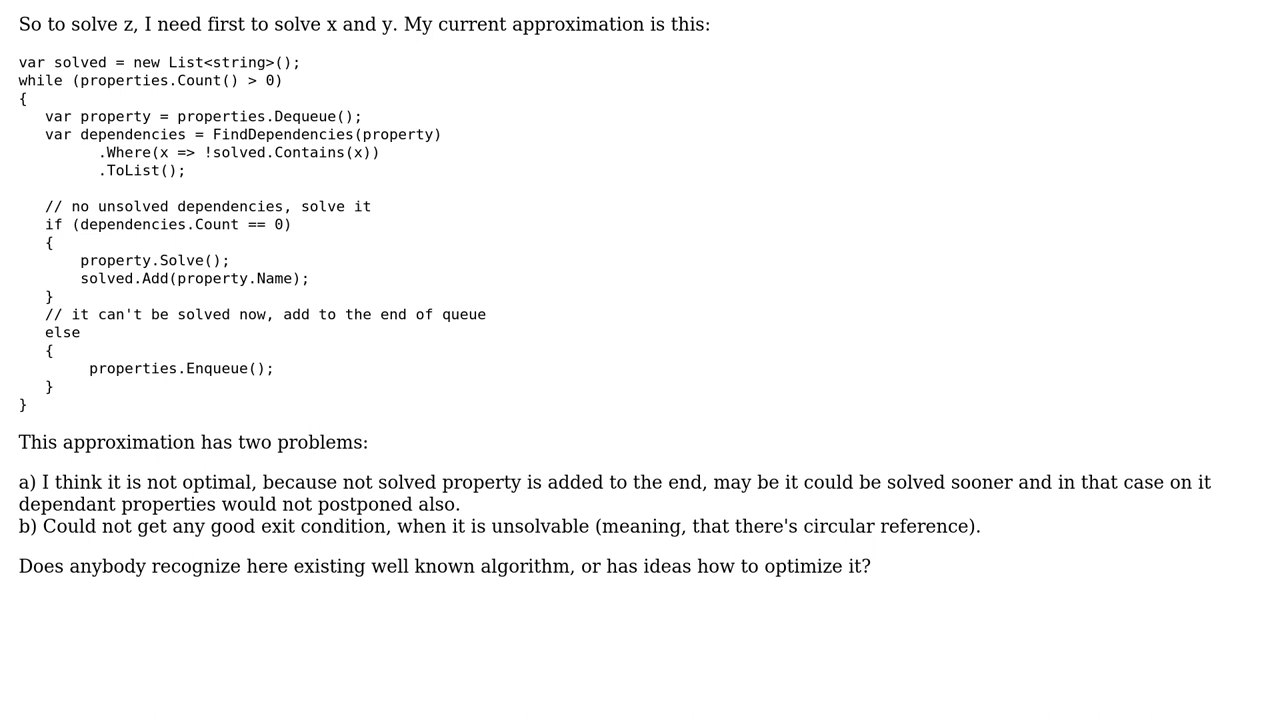 So to solve z, I need first to solve x and y. My current approximation is this:
var solved = new List<string>();
while (properties.Count() > 0)
{
   var property = properties.Dequeue();
   var dependencies = FindDependencies(property)
         .Where(x => !solved.Contains(x))
         .ToList();
   // no unsolved dependencies, solve it
   if (dependencies.Count == 0)
   {
       property.Solve();
       solved.Add(property.Name);
   }
   // it can't be solved now, add to the end of queue
   else
   {
        properties.Enqueue();
   }
}
This approximation has two problems:
a) I think it is not optimal, because not solved property is added to the end, may be it could be solved sooner and in that case on it
dependant properties would not postponed also.
b) Could not get any good exit condition, when it is unsolvable (meaning, that there's circular reference).
Does anybody recognize here existing well known algorithm, or has ideas how to optimize it?